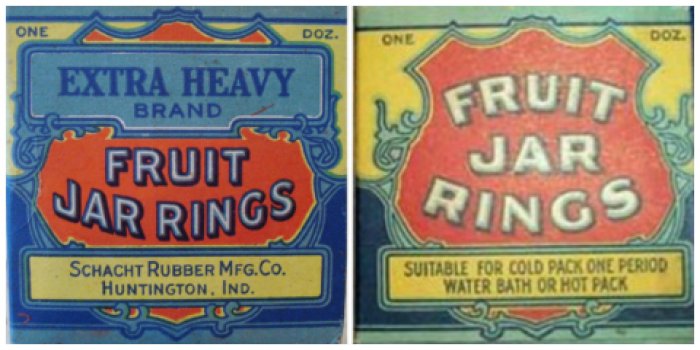 ONE DOZ.
EXTRA HEAVY
BRAND
FRUIT
JAR RINGS
SCHACHT RUBBER MFG. CO.
HUNTINGTON, IND.
ONE DOZ.
FRUIT
JAR
RINGS
SUITABLE FOR COLD PACK ONE PERIOD
WATER BATH OR HOT PACK